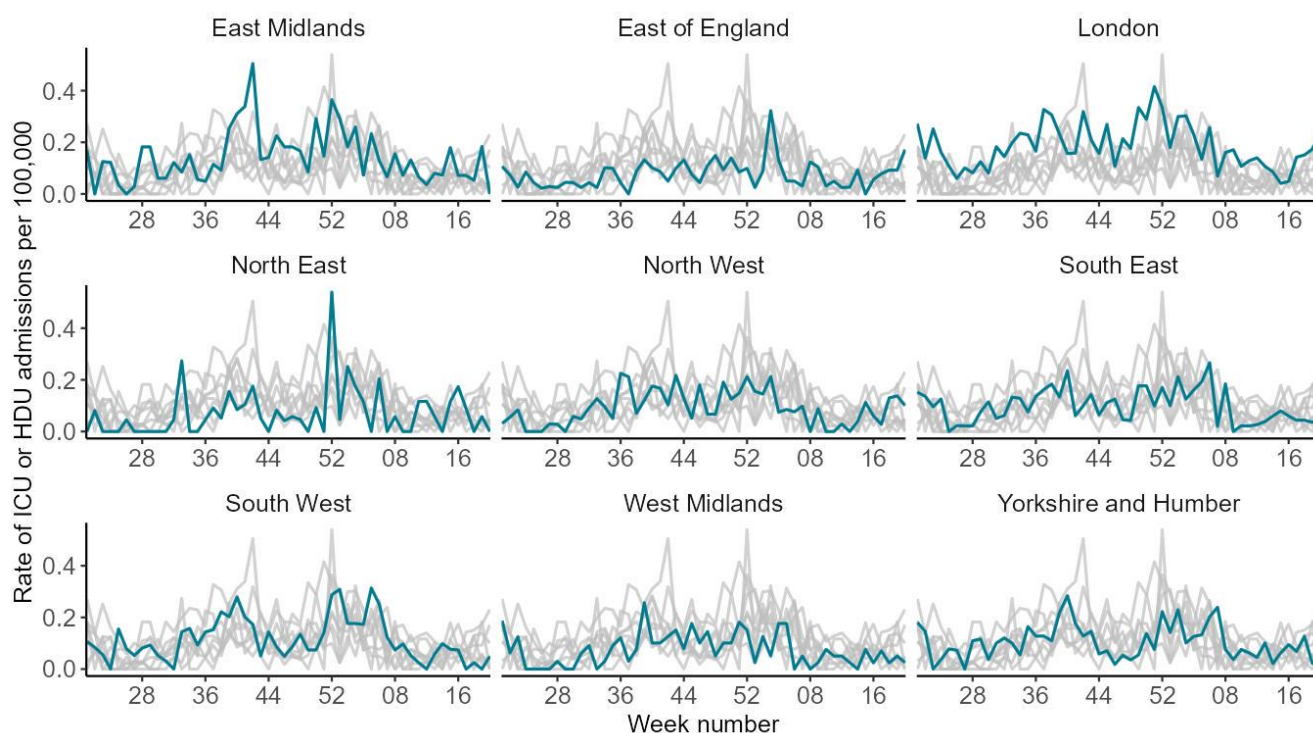 East Midlands East of England London
0.4
0.2
0.0
28 36 44 52 08 16 28 36 44 52 08 16 28 36 44 52 08 16
North East North West South East
0.4
0.2
0.0
28 36 44 52 08 16 28 36 44 52 08 16 28 36 44 52 08 16
South West West Midlands Yorkshire and Humber
0.4
0.2
0.0
28 36 44 52 08 16 28 36 44 52 08 16 28 36 44 52 08 16
Week number
Rate of ICU or HDU admissions per 100,000